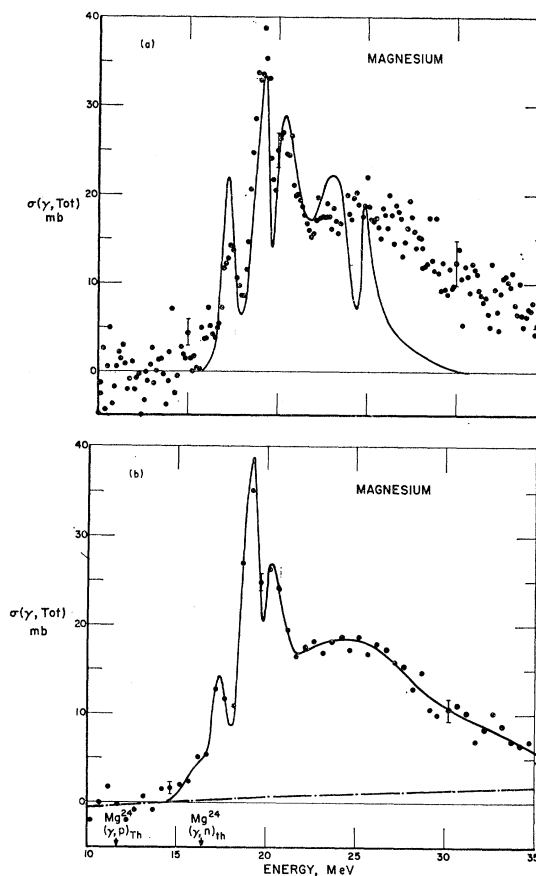 40
(a)
MAGNESIUM
30
σ(γ,Tot)
mb
20
10
0
40
(b)
MAGNESIUM
30
σ(γ,Tot)
mb
20
10
0
Mg24
(γ,p)Th
Mg24
(γ,n)th
10
15
20
25
30
35
ENERGY, MeV